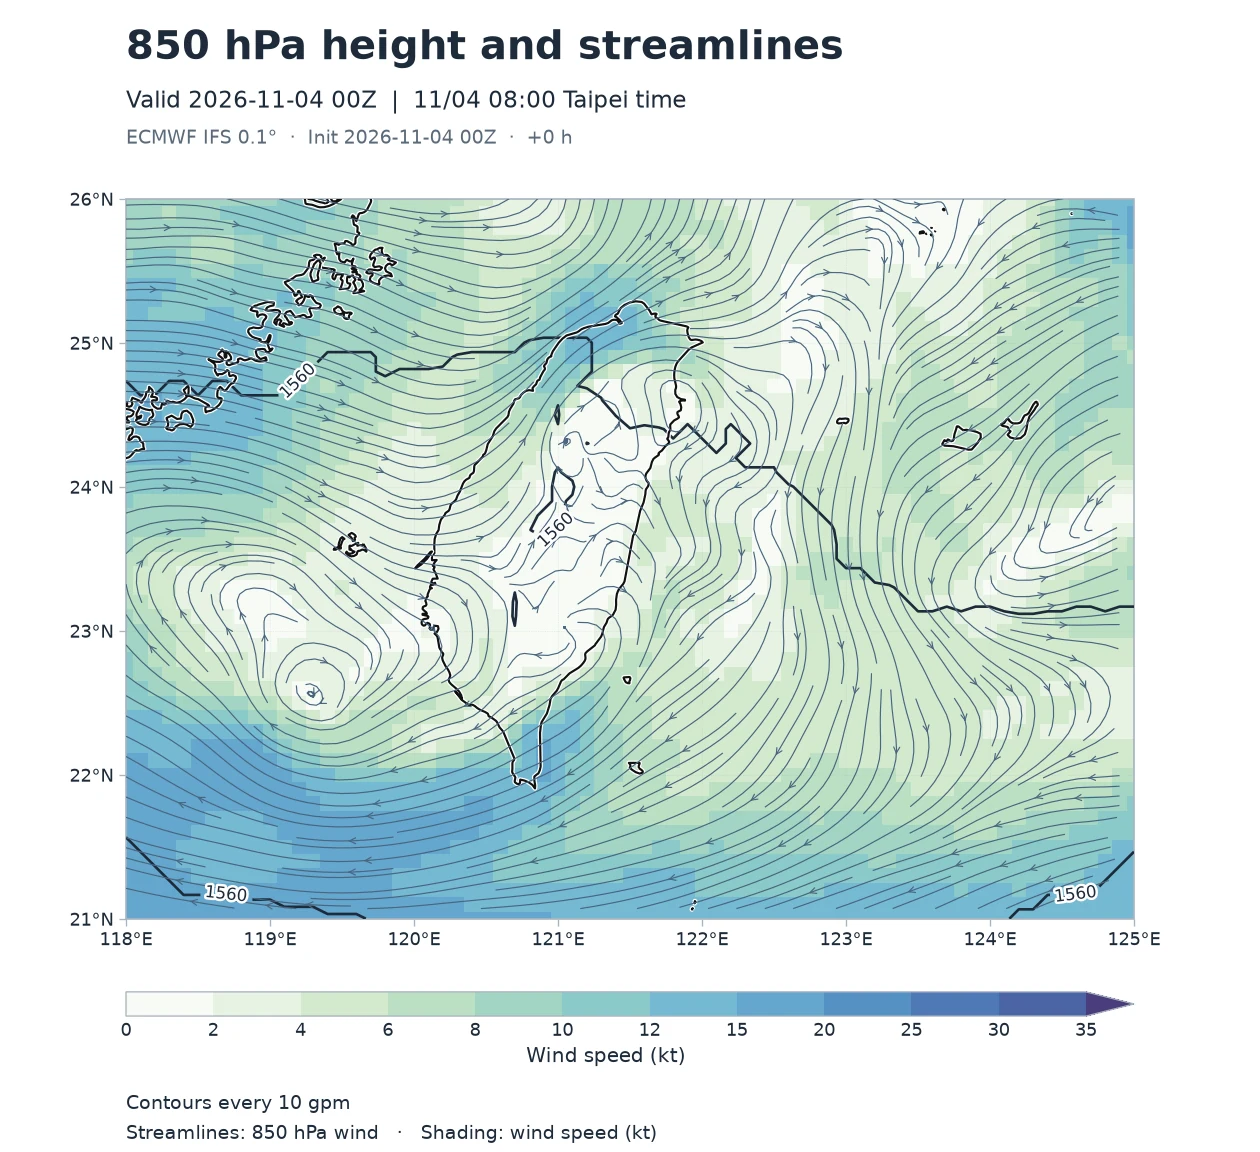 850 hPa height and streamlines
Valid 2026-11-04 00Z | 11/04 08:00 Taipei time
ECMWF IFS 0.1° · Init 2026-11-04 00Z · +0 h
26°N
25°N
1560
24°N
1560
23°N
22°N
1560
1560
21°N
118°E 119°E 120°E 121°E 122°E 123°E 124°E 125°E
0 2 4 6 8 10 12 15 20 25 30 35
Wind speed (kt)
Contours every 10 gpm
Streamlines: 850 hPa wind · Shading: wind speed (kt)